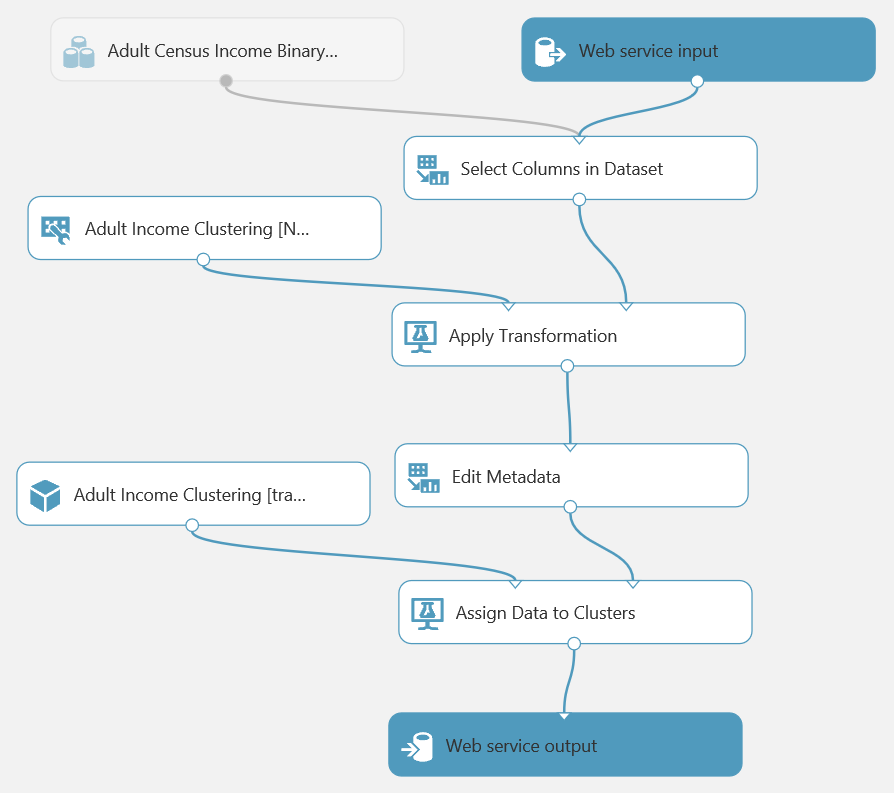 Adult Census Income Binary...
Web service input
Select Columns in Dataset
Adult Income Clustering [N...
Apply Transformation
Edit Metadata
Adult Income Clustering [tra...
Assign Data to Clusters
Web service output